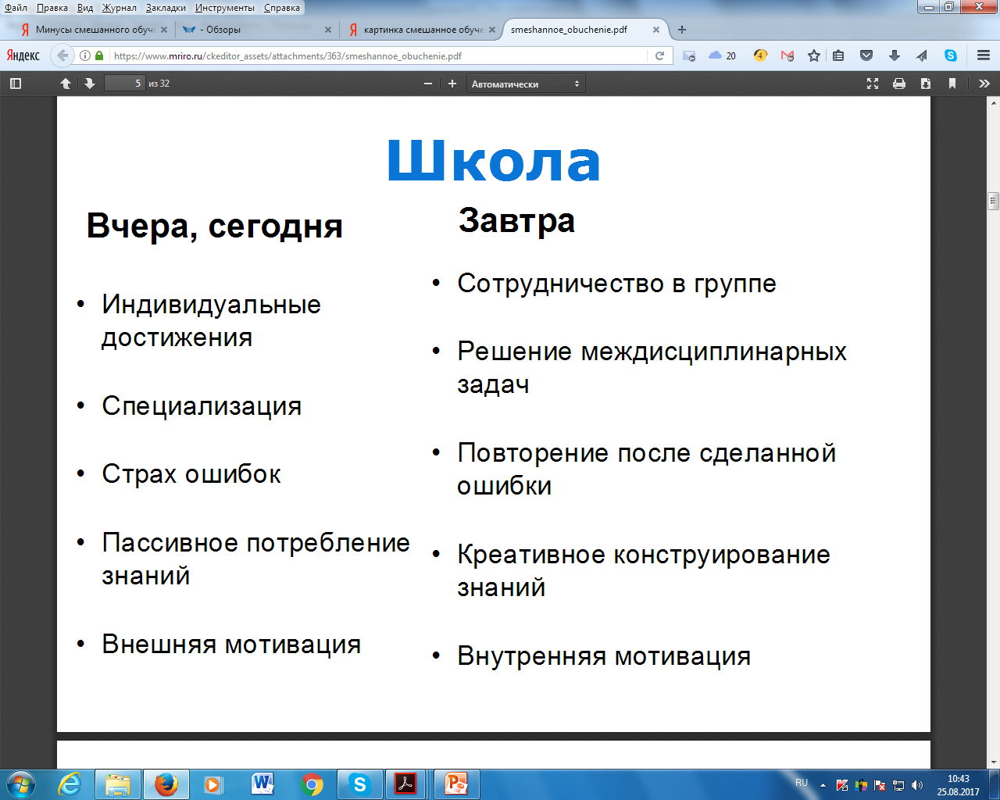 Файл Правка Вид Журнал Закладки Инструменты Справка
Я Минусы смешанного обуч
- Обзоры
Я картинка смешанное обуче
smeshannoe_obuchenie.pdf
Яндекс
https://www.mriro.ru/ckeditor_assets/attachments/363/smeshannoe_obuchenie.pdf
20
4
5 из 32
Автоматически
Школа
Вчера, сегодня
• Индивидуальные
достижения
• Специализация
• Страх ошибок
• Пассивное потребление
знаний
• Внешняя мотивация
Завтра
• Сотрудничество в группе
• Решение междисциплинарных
задач
• Повторение после сделанной
ошибки
• Креативное конструирование
знаний
• Внутренняя мотивация
RU
10:43
25.08.2017